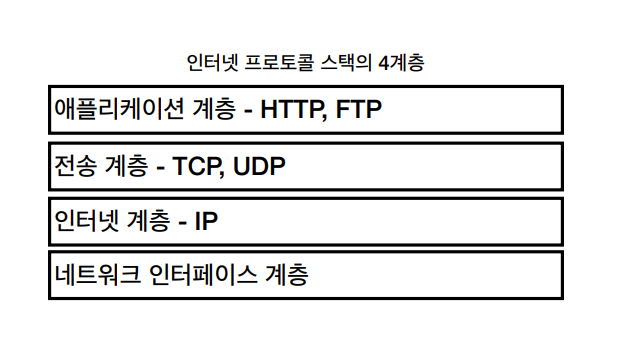 인터넷 프로토콜 스택의 4계층
애플리케이션 계층 - HTTP, FTP
전송 계층 - TCP, UDP
인터넷 계층 - IP
네트워크 인터페이스 계층